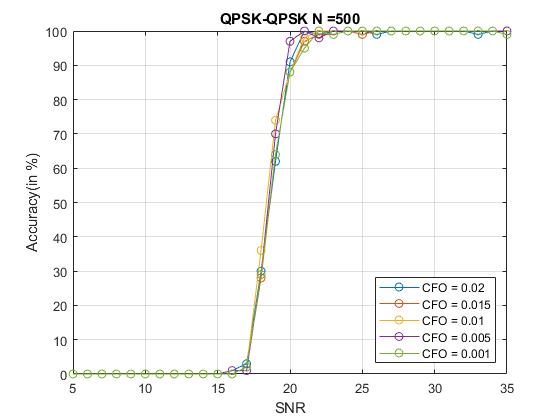 QPSK-QPSK N =500
100
90
80
70
60
50
40
30
20
10
0
Accuracy(in %)
5
10
15
20
25
30
35
SNR
CFO = 0.02
CFO = 0.015
CFO = 0.01
CFO = 0.005
CFO = 0.001